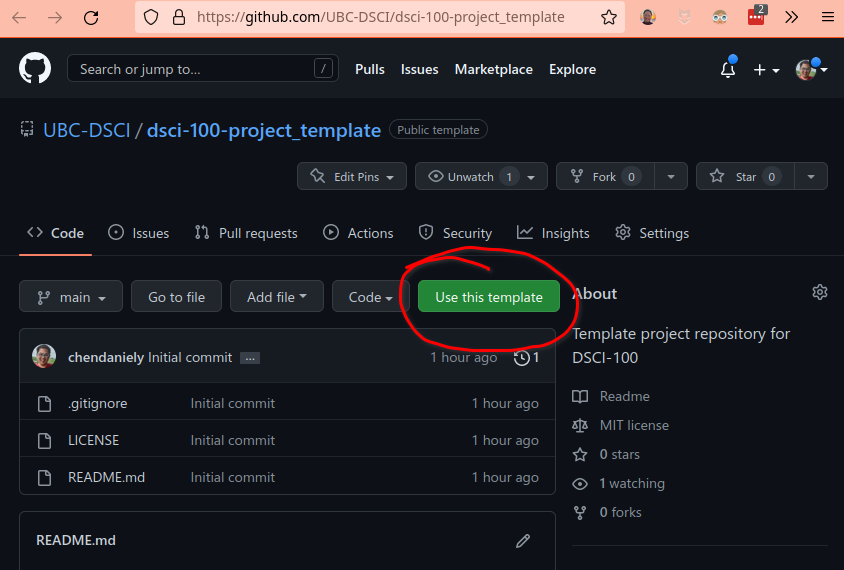 https://github.com/UBC-DSCI/dsci-100-project_template
2
Search or jump to... / Pulls Issues Marketplace Explore
UBC-DSCI / dsci-100-project_template Public template
Edit Pins Unwatch 1 Fork 0 Star 0
Code Issues Pull requests Actions Security Insights Settings
main Go to file Add file Code Use this template
About
Template project repository for
DSCI-100
chendaniely Initial commit ... 1 hour ago 1
.gitignore Initial commit 1 hour ago
LICENSE Initial commit 1 hour ago
README.md Initial commit 1 hour ago
Readme
MIT license
0 stars
1 watching
0 forks
README.md